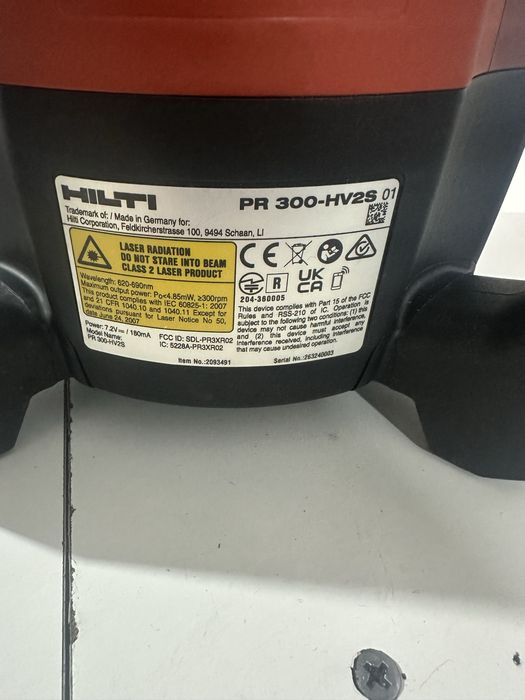 HILTI
PR 300-HV2S 01
Trademark of: / Made in Germany for:
Hilti Corporation, Feldkircherstrasse 100, 9494 Schaan, LI
LASER RADIATION
DO NOT STARE INTO BEAM
CLASS 2 LASER PRODUCT
Wavelength: 620-690nm
Maximum output power: Po<4.85mW, ≥300rpm
This product complies with IEC 60825-1: 2007
and 21 CFR 1040.10 and 1040.11 Except for
deviations pursuant for Laser Notice No 50,
date June 24, 2007
Power: 7.2V⎓ / 180mA
Model Name:
PR 300-HV2S
FCC ID: SDL-PR3XR02
IC: 5228A-PR3XR02
Item No.:2093491
CE
R
UK
CA
204-360005
This device complies with Part 15 of the FCC
Rules and RSS-210 of IC. Operation is
subject to the following two conditions: (1) this
device may not cause harmful interference,
and (2) this device must accept any
interference received, including interference
that may cause undesired operation.
Serial No.:263240003